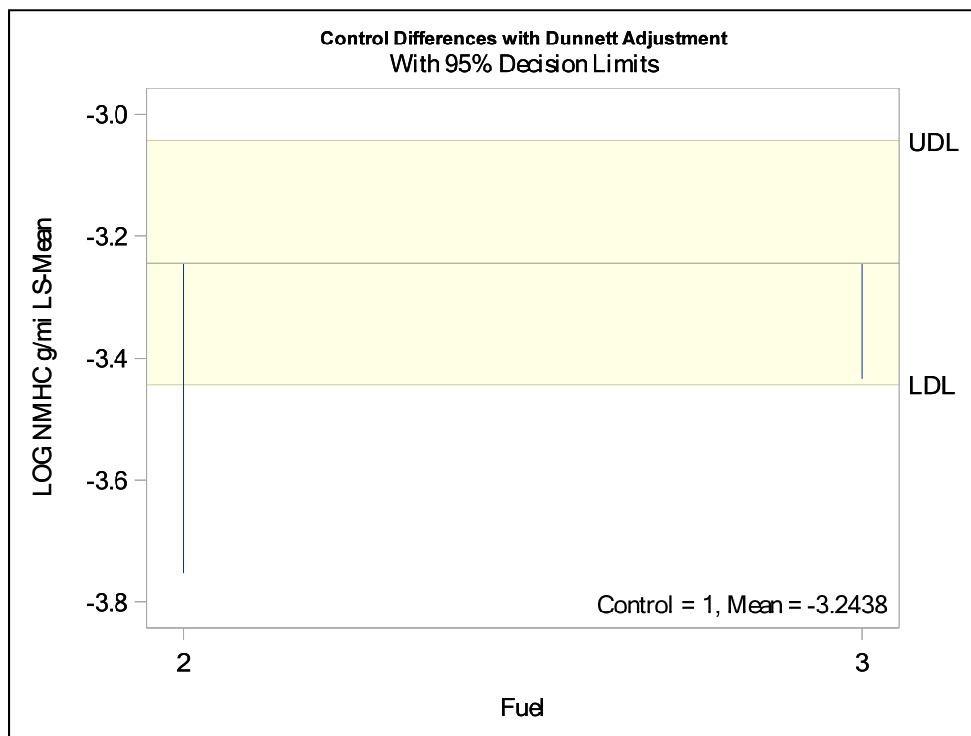 Control Differences with Dunnett Adjustment
With 95% Decision Limits
LOG NMHC g/mi LS-Mean
-3.0
-3.2
-3.4
-3.6
-3.8
UDL
LDL
Control = 1, Mean = -3.2438
2
3
Fuel